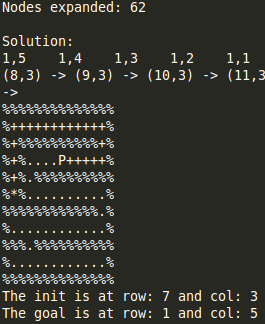 Nodes expanded: 62
Solution:
1,5    1,4    1,3    1,2    1,1
(8,3) -> (9,3) -> (10,3) -> (11,3
->
%%%%%%%%%%%%%%
%++++++++++++%
%+%%%%%%%%%%+%
%+%....P+++++%
%+%.%%%%%%%%%%
%*%..........%
%%%%%%%%%%%%.%
%............%
%%%.%%%%%%%%%%
%............%
%%%%%%%%%%%%%%
The init is at row: 7 and col: 3
The goal is at row: 1 and col: 5